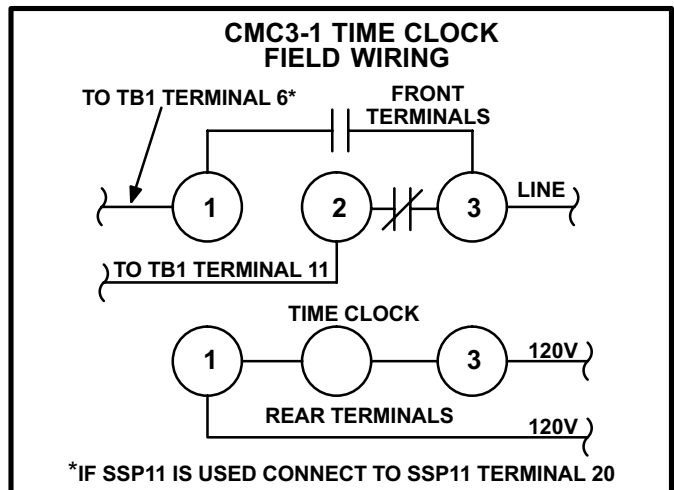 CMC3-1 TIME CLOCK
FIELD WIRING
TO TB1 TERMINAL 6*
FRONT
TERMINALS
1
2
3
LINE
TO TB1 TERMINAL 11
TIME CLOCK
1
3
120V
REAR TERMINALS
120V
*IF SSP11 IS USED CONNECT TO SSP11 TERMINAL 20